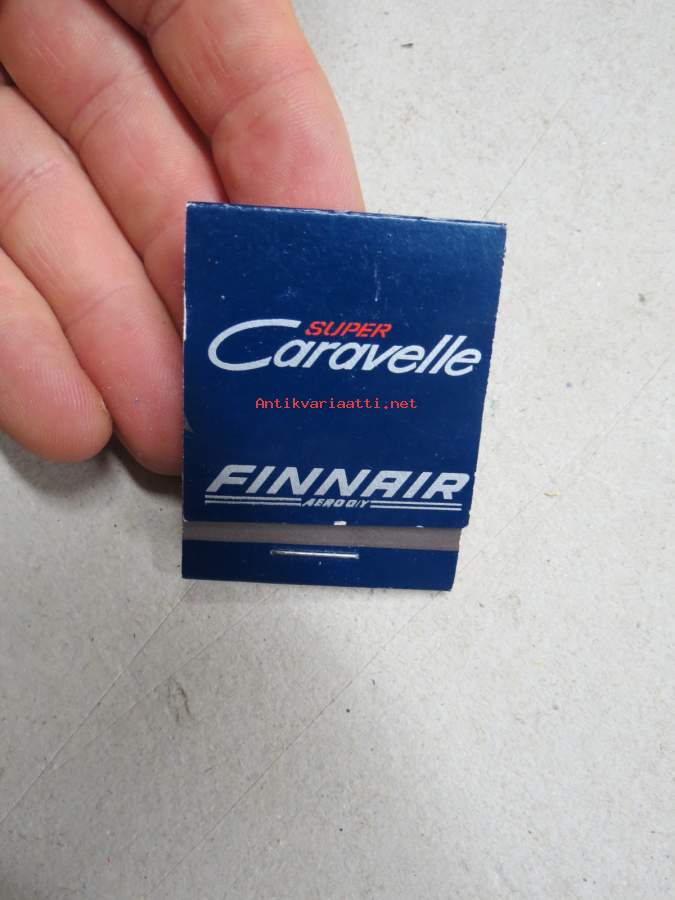 SUPER
Caravelle
Antikvariaatti.net
FINNAIR
AERO O/Y